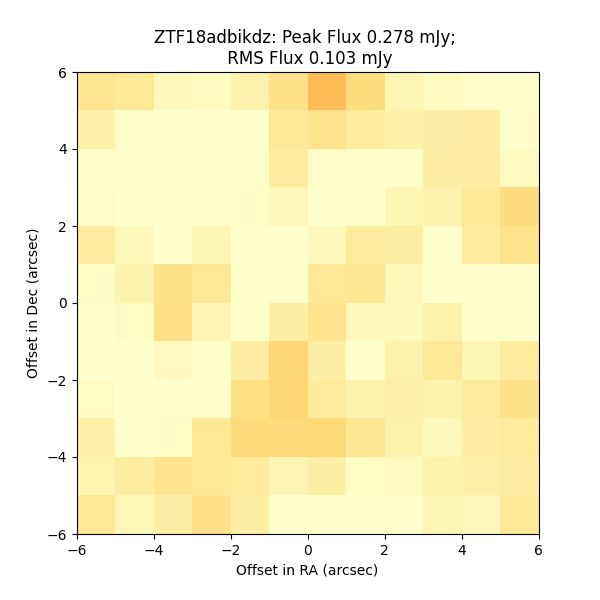 ZTF18adbikdz: Peak Flux 0.278 mJy;
RMS Flux 0.103 mJy
6
4
2
0
−2
−4
−6
Offset in Dec (arcsec)
−6 −4 −2 0 2 4 6
Offset in RA (arcsec)